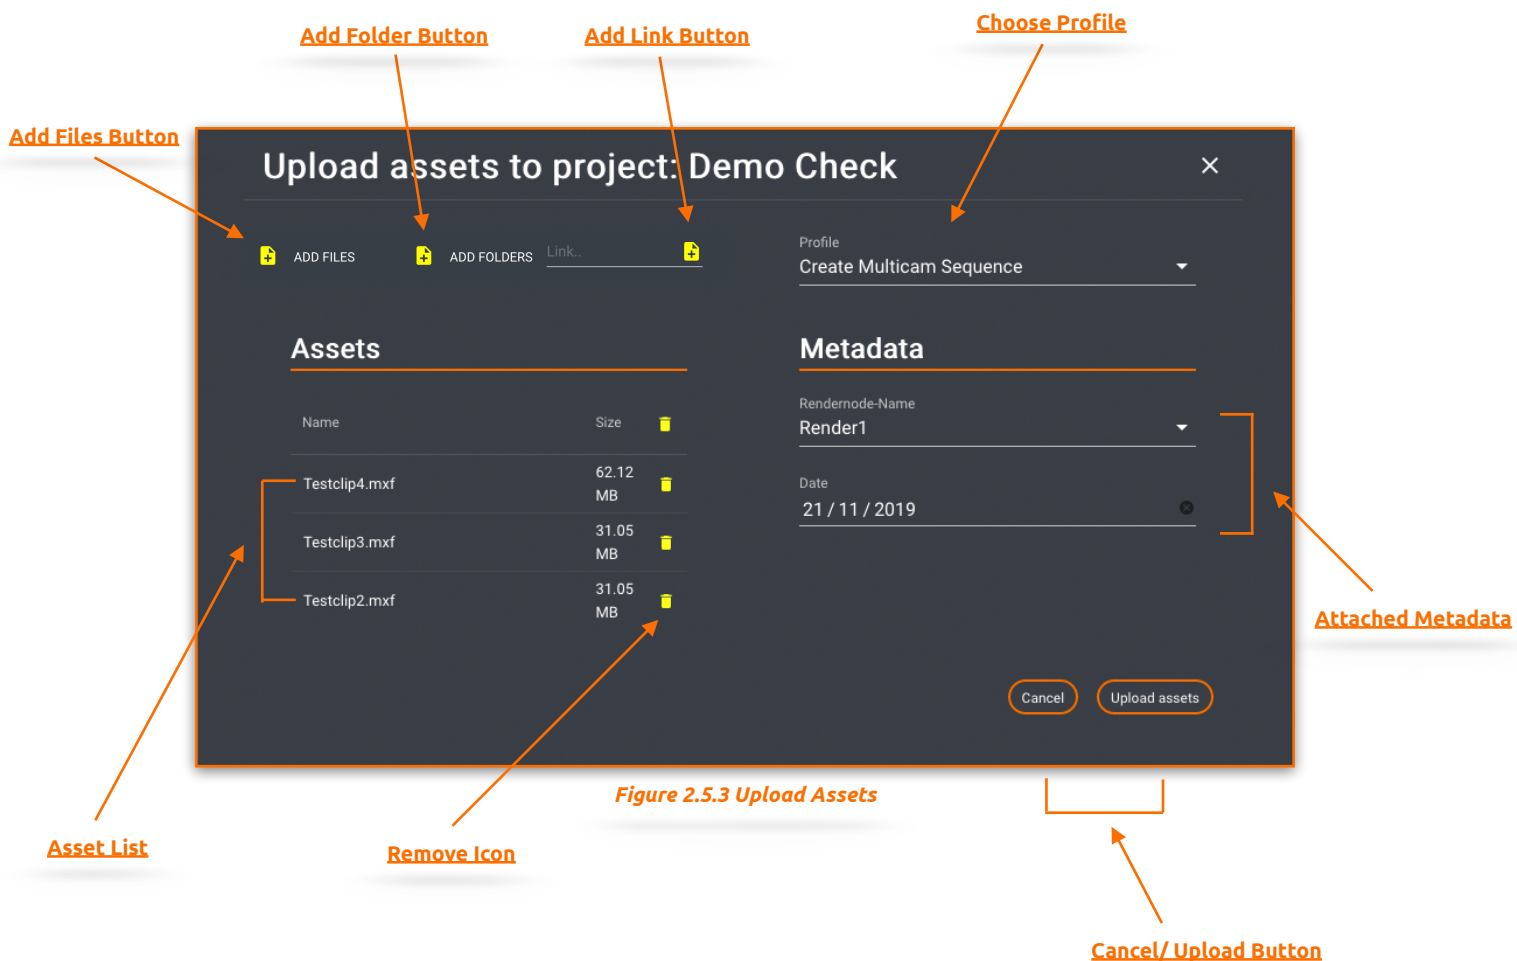 Choose Profile
Add Folder Button
Add Link Button
Add Files Button
Upload assets to project: Demo Check
ADD FILES
ADD FOLDERS
Link..
Profile
Create Multicam Sequence
Assets
Metadata
Name
Size
Testclip4.mxf
62.12
MB
Testclip3.mxf
31.05
MB
Testclip2.mxf
31.05
MB
Rendernode-Name
Render1
Date
21 / 11 / 2019
Attached Metadata
Cancel
Upload assets
Figure 2.5.3 Upload Assets
Asset List
Remove Icon
Cancel/ Upload Button